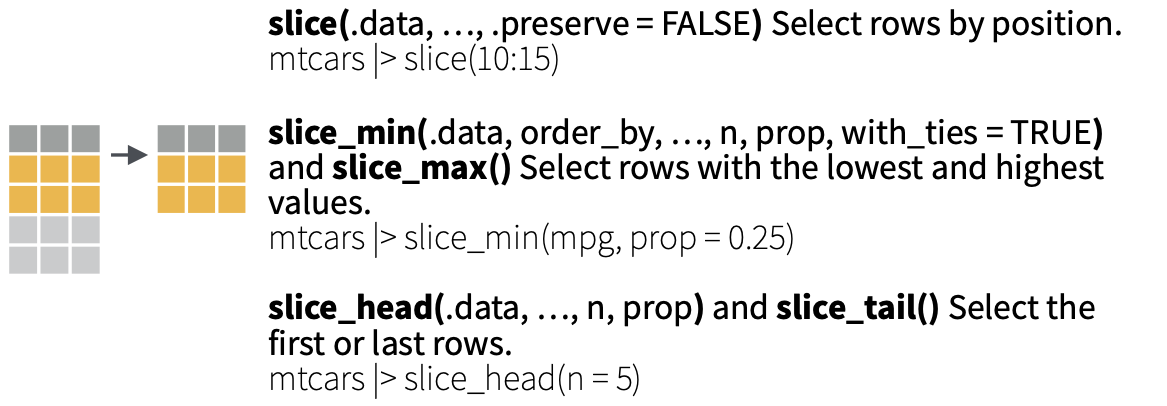 slice(.data, …, .preserve = FALSE) Select rows by position.
mtcars |> slice(10:15)
slice_min(.data, order_by, …, n, prop, with_ties = TRUE)
and slice_max() Select rows with the lowest and highest
values.
mtcars |> slice_min(mpg, prop = 0.25)
slice_head(.data, …, n, prop) and slice_tail() Select the
first or last rows.
mtcars |> slice_head(n = 5)